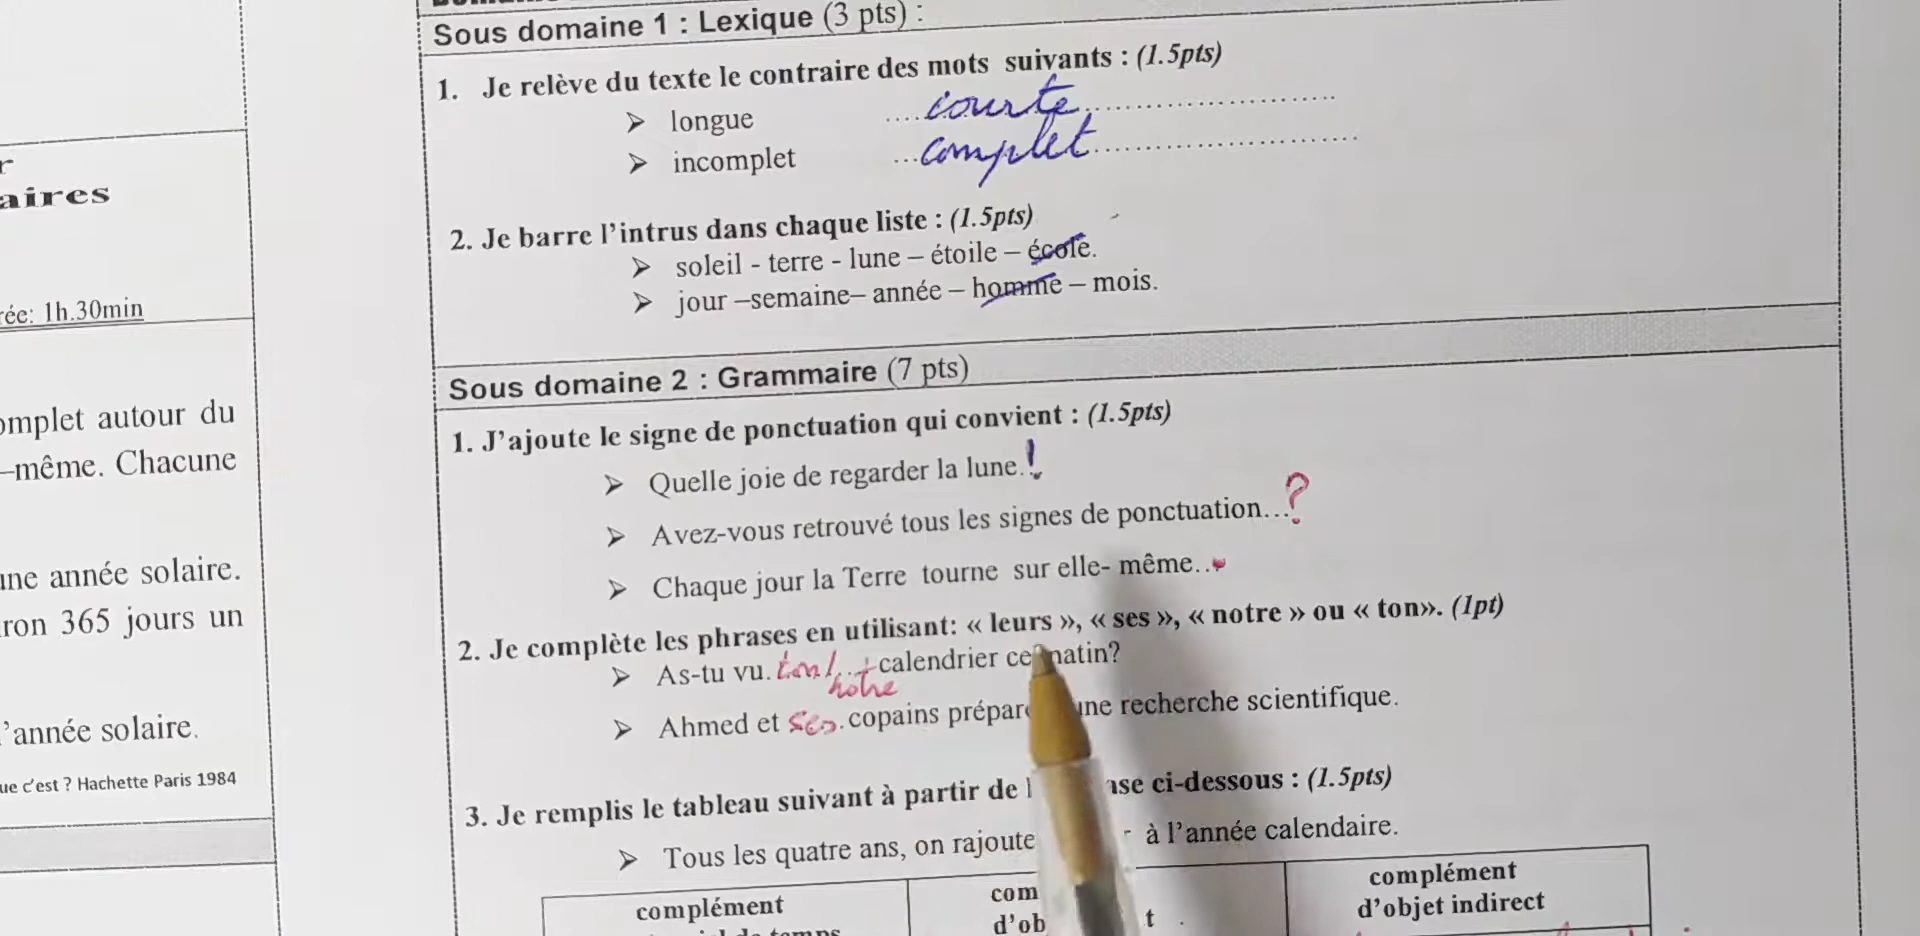 Sous domaine 1 : Lexique (3 pts) :
1. Je relève du texte le contraire des mots suivants : (1.5pts)
➢ longue ....courte........................
➢ incomplet ...complet........................
2. Je barre l'intrus dans chaque liste : (1.5pts)
➢ soleil - terre - lune – étoile – école.
➢ jour –semaine– année – homme – mois.
Sous domaine 2 : Grammaire (7 pts)
1. J'ajoute le signe de ponctuation qui convient : (1.5pts)
➢ Quelle joie de regarder la lune..!
➢ Avez-vous retrouvé tous les signes de ponctuation...?
➢ Chaque jour la Terre tourne sur elle- même...
2. Je complète les phrases en utilisant: « leurs », « ses », « notre » ou « ton». (1pt)
➢ As-tu vu. ton/... calendrier ce matin?
notre
➢ Ahmed et ses. copains une recherche scientifique.
3. Je remplis le tableau suivant à partir de ci-dessous : (1.5pts)
➢ Tous les quatre ans, on rajoute à l'année calendaire.
complément
complément
d'objet indirect
aires
rée: 1h.30min
omplet autour du
–même. Chacune
une année solaire.
ron 365 jours un
l'année solaire.
ue c'est ? Hachette Paris 1984